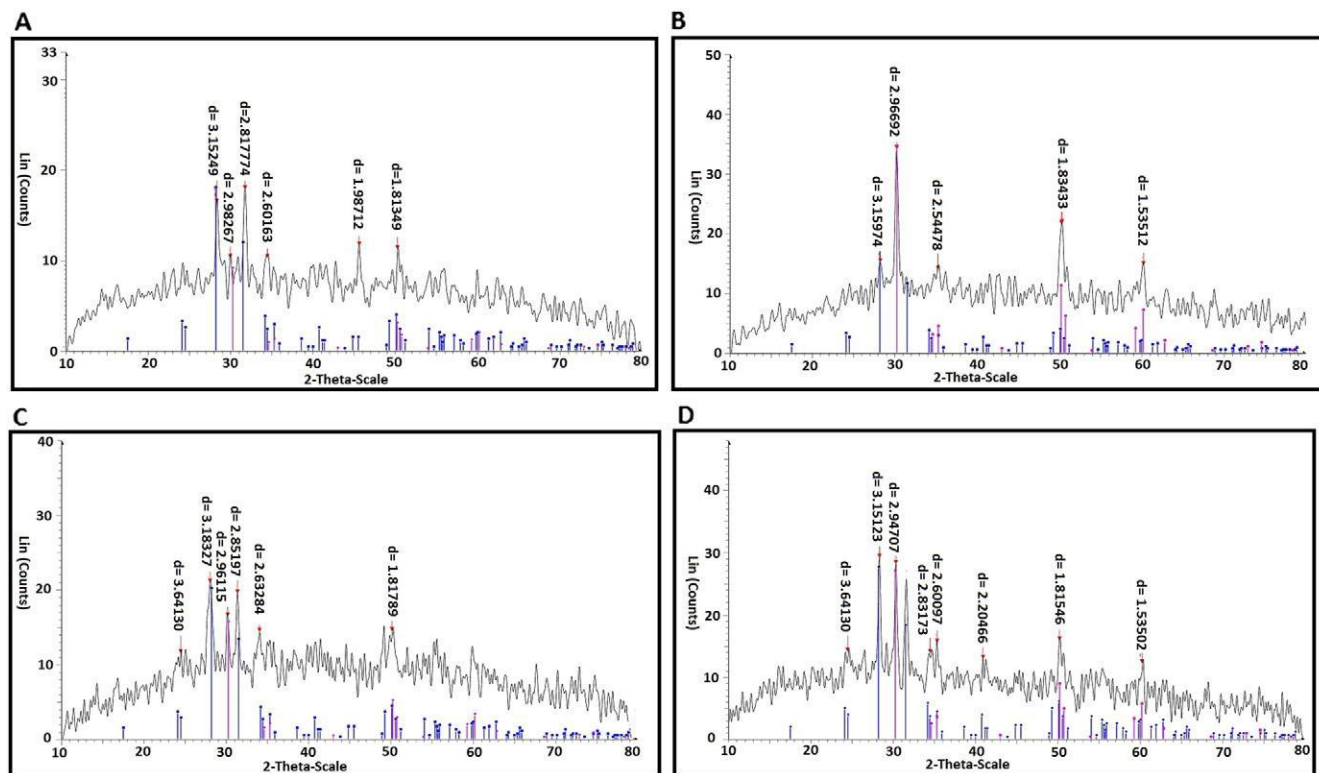 A
33
30
20
10
0
Lin (Counts)
d= 3.15249
d= 2.98267
d=2.817774
d= 2.60163
d= 1.98712
d=1.81349
10 20 30 40 50 60 70 80
2-Theta-Scale
B
50
40
30
20
10
0
Lin (Counts)
d= 3.15974
d= 2.96692
d= 2.54478
d= 1.83433
d= 1.53512
10 20 30 40 50 60 70 80
2-Theta-Scale
C
40
30
20
10
0
Lin (Counts)
d= 3.64130
d= 3.18327
d= 2.96115
d= 2.85197
d= 2.63284
d= 1.81789
10 20 30 40 50 60 70 80
2-Theta-Scale
D
40
30
20
10
0
Lin (Counts)
d= 3.64130
d= 3.15123
d= 2.94707
d= 2.83173
d= 2.60097
d= 2.20466
d= 1.81546
d= 1.53502
10 20 30 40 50 60 70 80
2-Theta-Scale